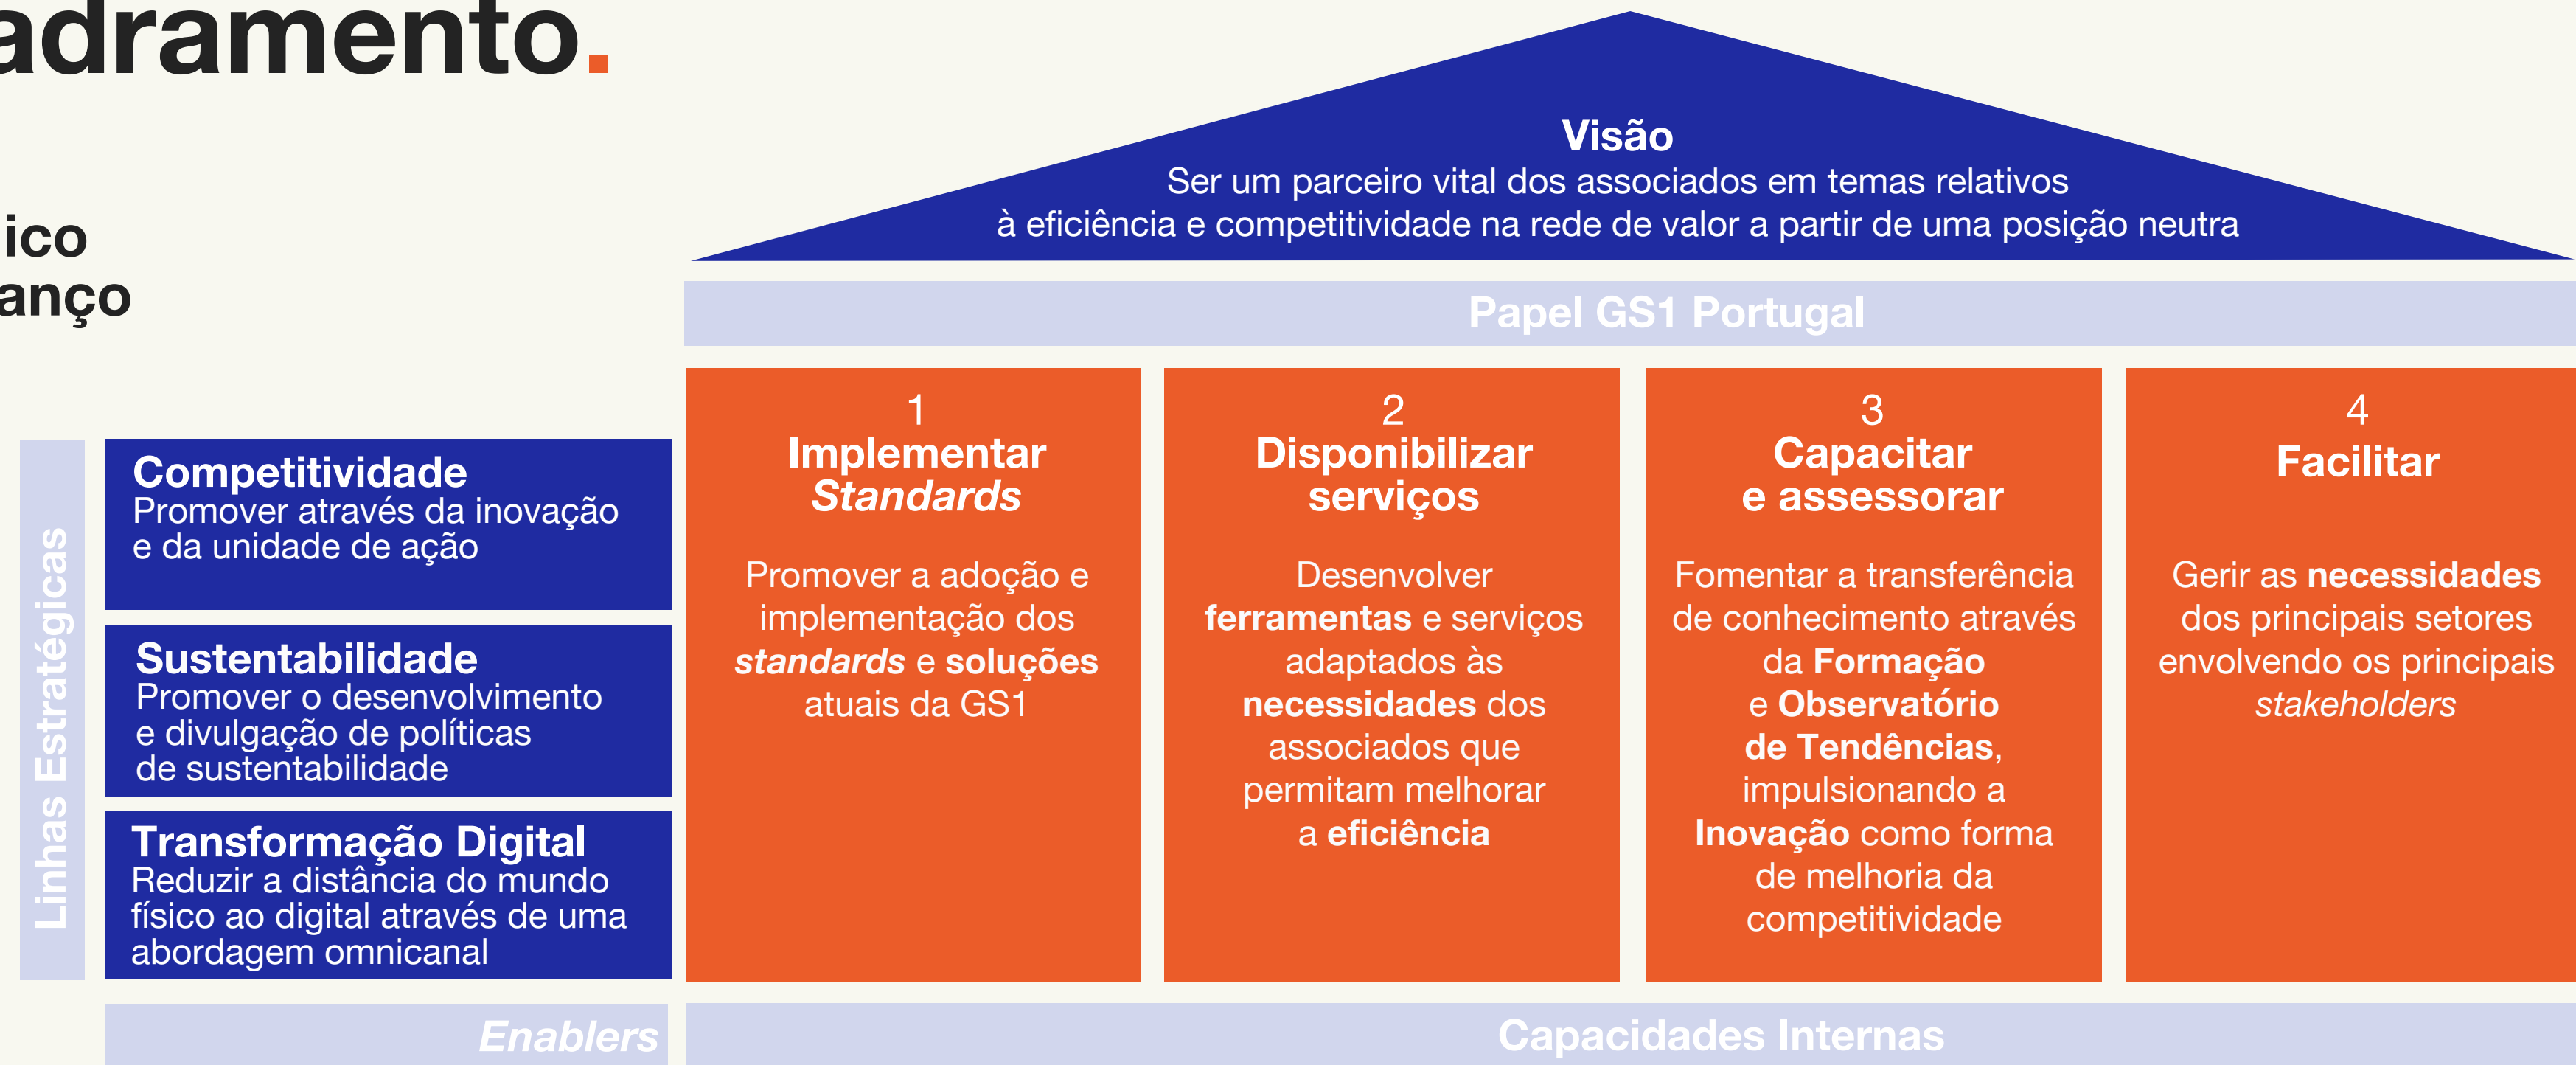 adramento.
ico
anço
Visão
Ser um parceiro vital dos associados em temas relativos
à eficiência e competitividade na rede de valor a partir de uma posição neutra
Papel GS1 Portugal
Linhas Estratégicas
Competitividade
Promover através da inovação
e da unidade de ação
Sustentabilidade
Promover o desenvolvimento
e divulgação de políticas
de sustentabilidade
Transformação Digital
Reduzir a distância do mundo
físico ao digital através de uma
abordagem omnicanal
1
Implementar
Standards
Promover a adoção e
implementação dos
standards e soluções
atuais da GS1
2
Disponibilizar
serviços
Desenvolver
ferramentas e serviços
adaptados às
necessidades dos
associados que
permitam melhorar
a eficiência
3
Capacitar
e assessorar
Fomentar a transferência
de conhecimento através
da Formação
e Observatório
de Tendências,
impulsionando a
Inovação como forma
de melhoria da
competitividade
4
Facilitar
Gerir as necessidades
dos principais setores
envolvendo os principais
stakeholders
Enablers
Capacidades Internas